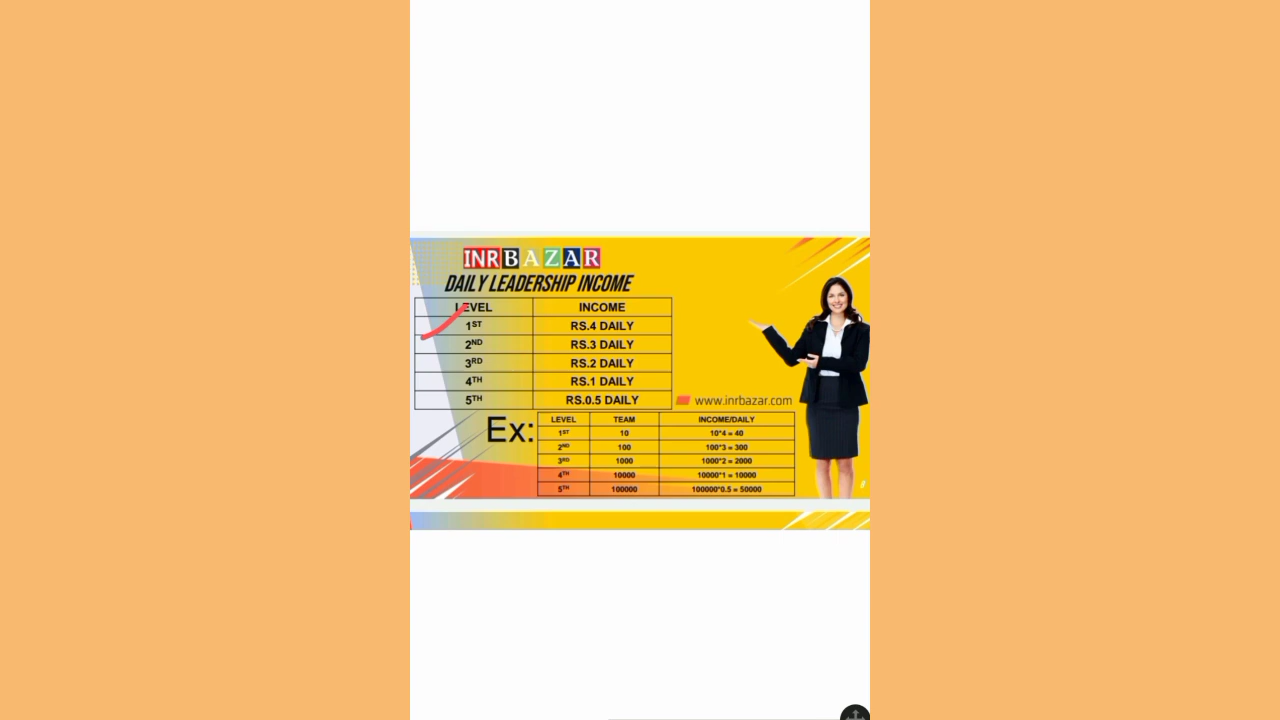 INRBAZAR
DAILY LEADERSHIP INCOME
LEVEL INCOME
1ST RS.4 DAILY
2ND RS.3 DAILY
3RD RS.2 DAILY
4TH RS.1 DAILY
5TH RS.0.5 DAILY
www.inrbazar.com
Ex:
LEVEL TEAM INCOME/DAILY
1ST 10 10*4 = 40
2ND 100 100*3 = 300
3RD 1000 1000*2 = 2000
4TH 10000 10000*1 = 10000
5TH 100000 100000*0.5 = 50000